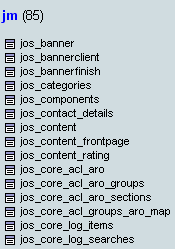 jm (85)
jos_banner
jos_bannerclient
jos_bannerfinish
jos_categories
jos_components
jos_contact_details
jos_content
jos_content_frontpage
jos_content_rating
jos_core_acl_aro
jos_core_acl_aro_groups
jos_core_acl_aro_sections
jos_core_acl_groups_aro_map
jos_core_log_items
jos_core_log_searches